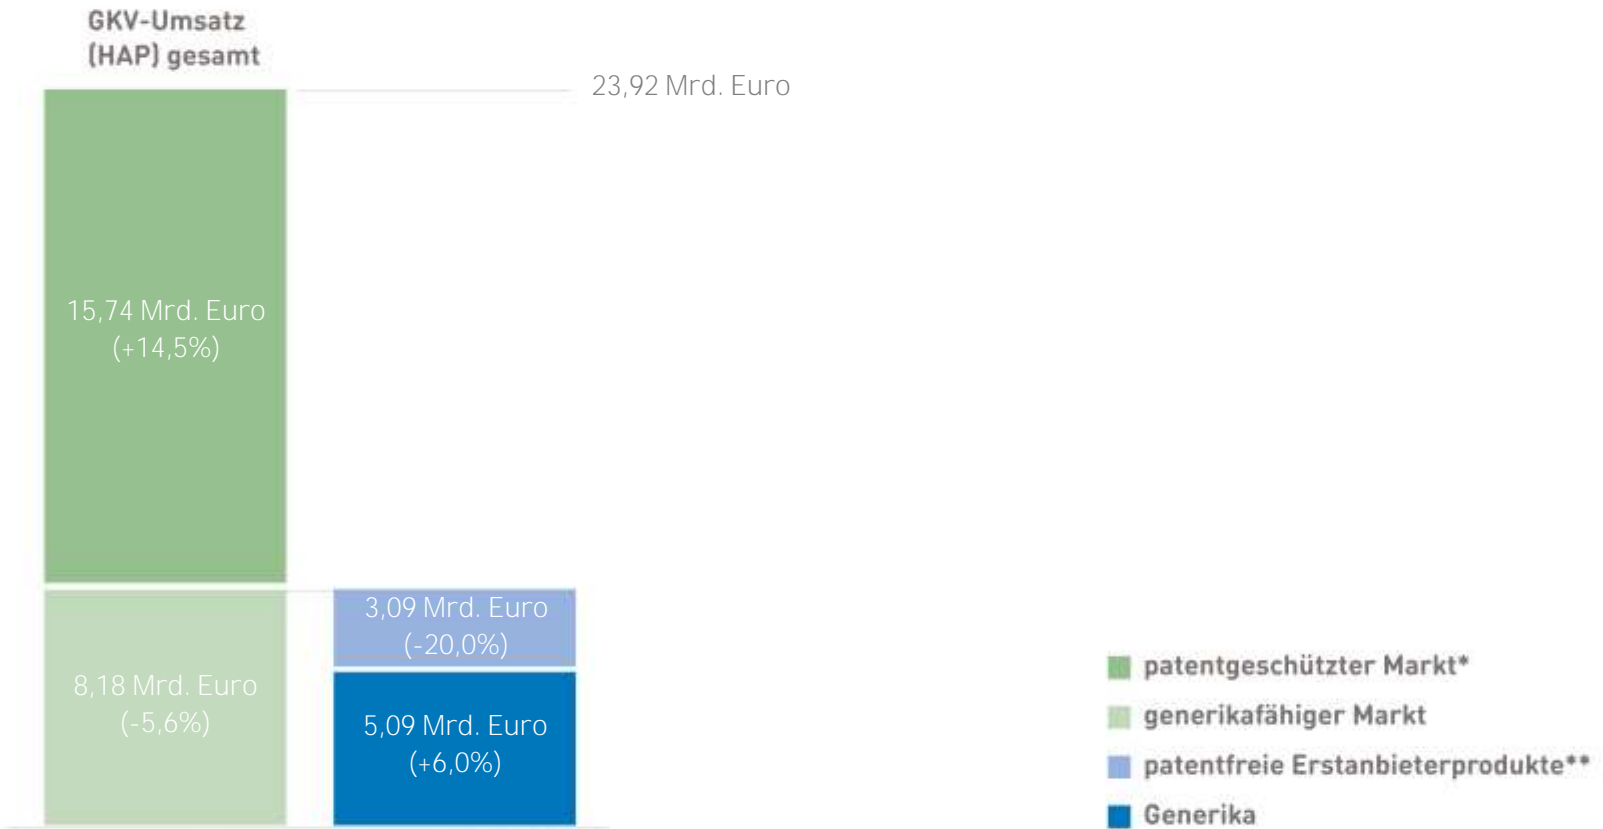 GKV-Umsatz
(HAP) gesamt
23,92 Mrd. Euro
15,74 Mrd. Euro
(+14,5%)
3,09 Mrd. Euro
(-20,0%)
8,18 Mrd. Euro
(-5,6%)
5,09 Mrd. Euro
(+6,0%)
patentgeschützter Markt*
generikafähiger Markt
patentfreie Erstanbieterprodukte**
Generika